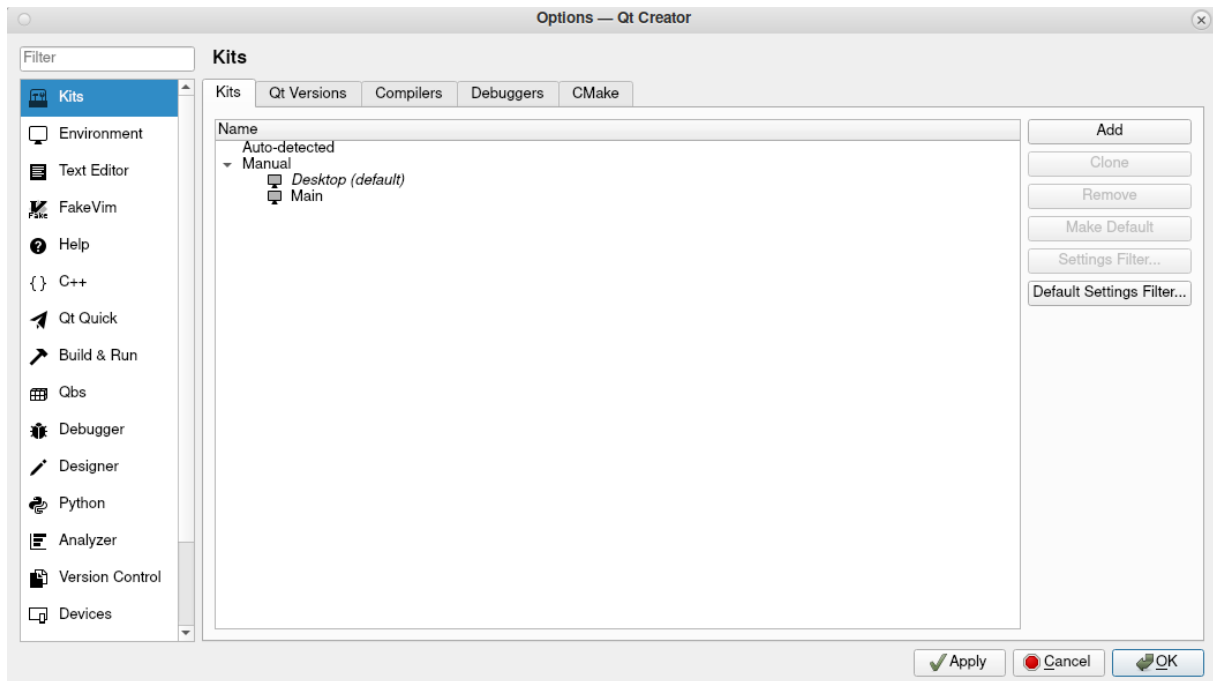 Options — Qt Creator
Filter
Kits
Environment
Text Editor
FakeVim
Help
C++
Qt Quick
Build & Run
Qbs
Debugger
Designer
Python
Analyzer
Version Control
Devices
Kits
Kits Qt Versions Compilers Debuggers CMake
Name
Auto-detected
Manual
Desktop (default)
Main
Add
Clone
Remove
Make Default
Settings Filter...
Default Settings Filter...
Apply Cancel OK